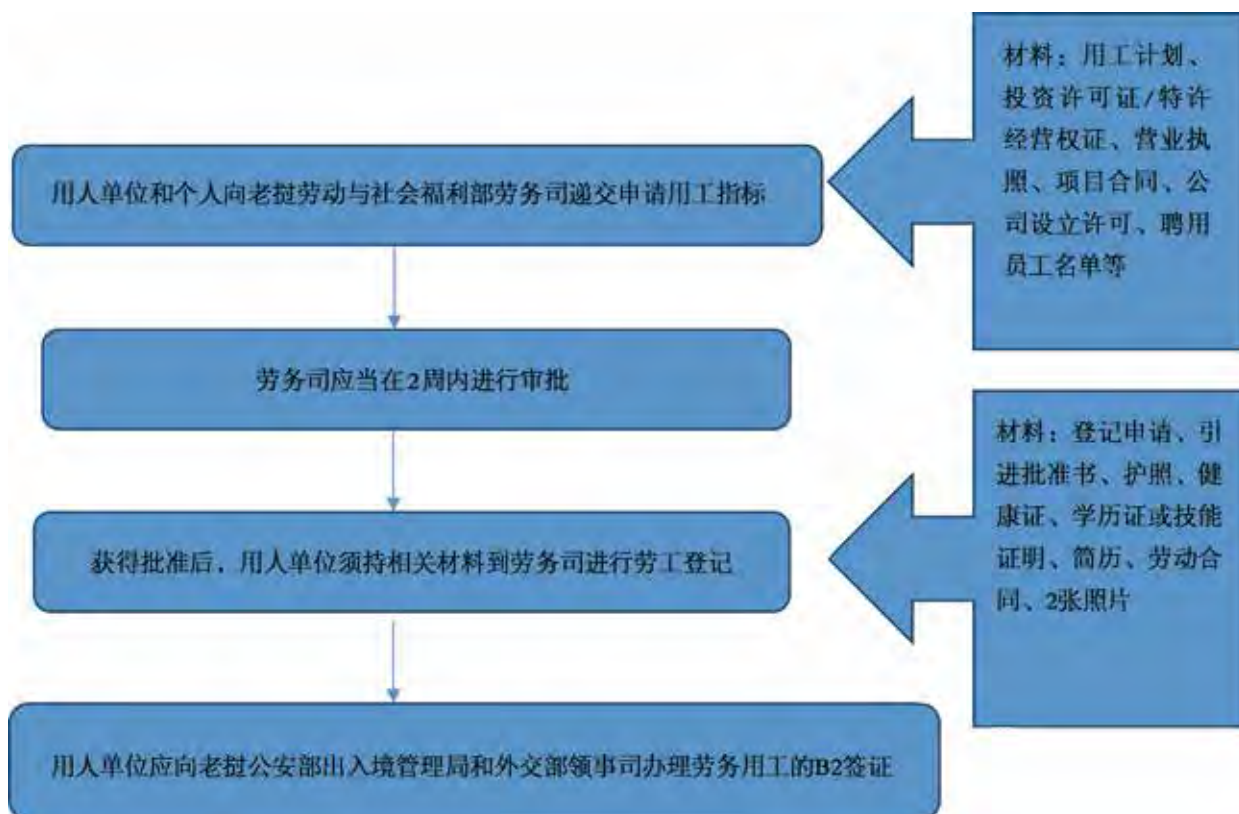 材料：用工计划、
投资许可证/特许
经营权证、营业执
照、项目合同、公
司设立许可、聘用
员工名单等
用人单位和个人向老挝劳动与社会福利部劳务司递交申请用工指标
劳务司应当在2周内进行审批
材料：登记申请、引
进批准书、护照、健
康证、学历证或技能
证明、简历、劳动合
同、2张照片
获得批准后，用人单位须持相关材料到劳务司进行劳工登记
用人单位应向老挝公安部出入境管理局和外交部领事司办理劳务用工的B2签证